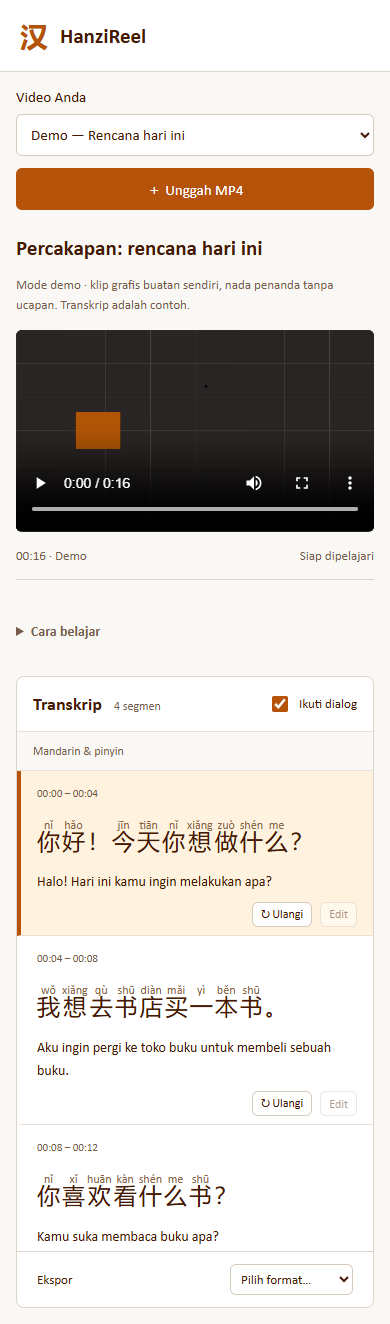 汉 HanziReel
Video Anda
Demo — Rencana hari ini
+ Unggah MP4
Percakapan: rencana hari ini
Mode demo · klip grafis buatan sendiri, nada penanda tanpa
ucapan. Transkrip adalah contoh.
0:00 / 0:16
00:16 · Demo
Siap dipelajari
Cara belajar
Transkrip 4 segmen
Ikuti dialog
Mandarin & pinyin
00:00 – 00:04
nǐ hǎo jīn tiān nǐ xiǎng zuò shén me
你好！今天你想做什么？
Halo! Hari ini kamu ingin melakukan apa?
↻ Ulangi
Edit
00:04 – 00:08
wǒ xiǎng qù shū diàn mǎi yì běn shū
我想去书店买一本书。
Aku ingin pergi ke toko buku untuk membeli sebuah
buku.
↻ Ulangi
Edit
00:08 – 00:12
nǐ xǐ huān kàn shén me shū
你喜欢看什么书？
Kamu suka membaca buku apa?
Ekspor
Pilih format...